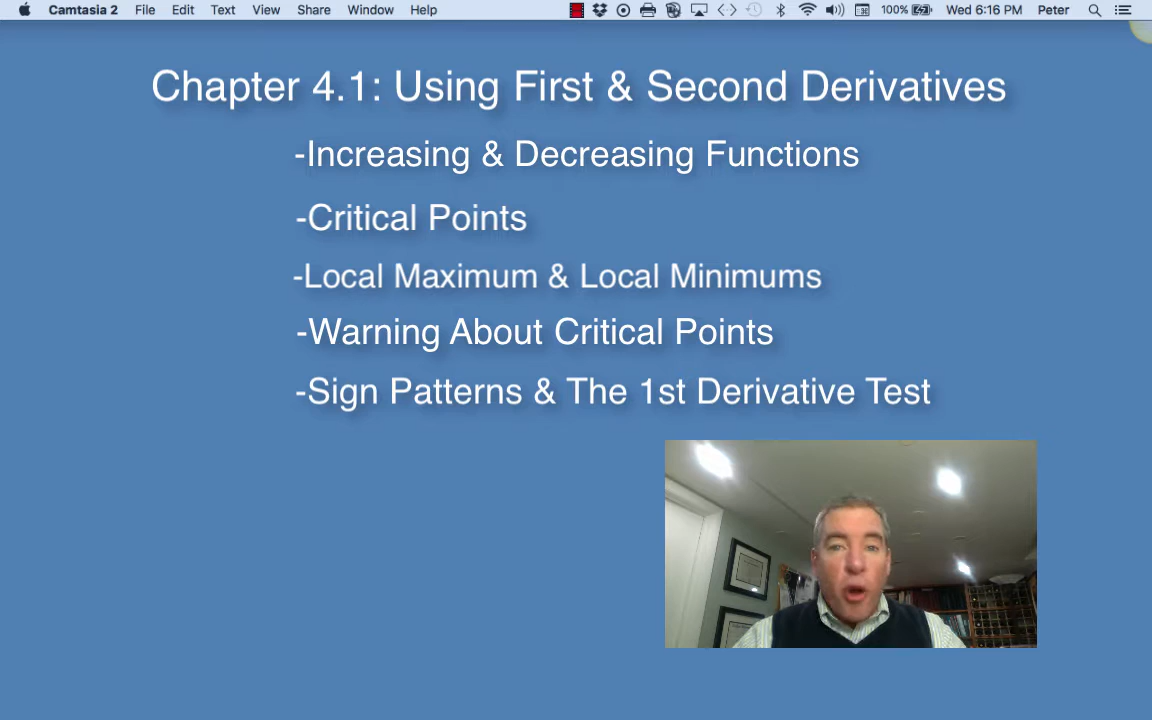 Camtasia 2 File Edit Text View Share Window Help 100% Wed 6:16 PM Peter
Chapter 4.1: Using First & Second Derivatives
-Increasing & Decreasing Functions
-Critical Points
-Local Maximum & Local Minimums
-Warning About Critical Points
-Sign Patterns & The 1st Derivative Test